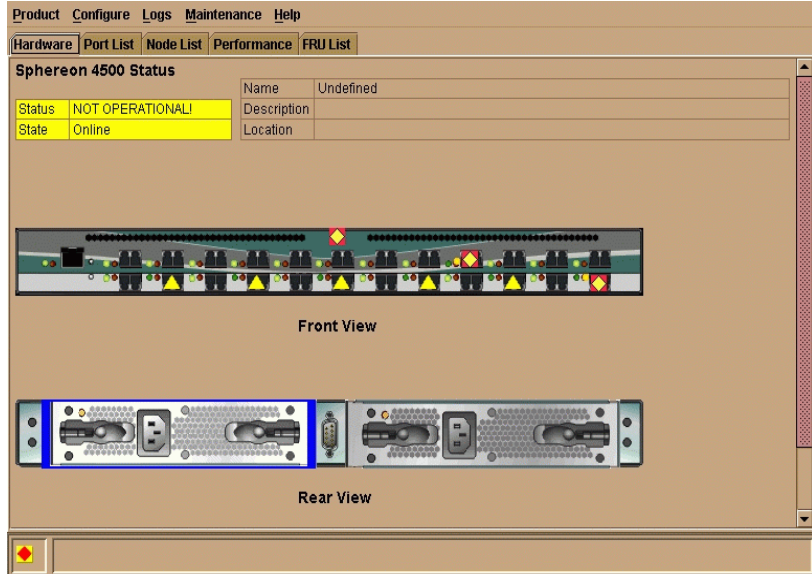 Product Configure Logs Maintenance Help
Hardware Port List Node List Performance FRU List
Sphereon 4500 Status
Name Undefined
Status NOT OPERATIONAL! Description
State Online Location
Front View
Rear View